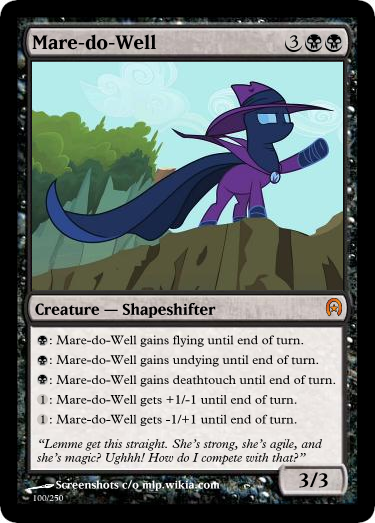 Mare-do-Well 3
Creature — Shapeshifter
: Mare-do-Well gains flying until end of turn.
: Mare-do-Well gains undying until end of turn.
: Mare-do-Well gains deathtouch until end of turn.
1: Mare-do-Well gets +1/-1 until end of turn.
1: Mare-do-Well gets -1/+1 until end of turn.
“Lemme get this straight. She’s strong, she’s agile, and
she’s magic? Ughhh! How do I compete with that?”
3/3
Screenshots c/o mlp.wikia.com
100/250